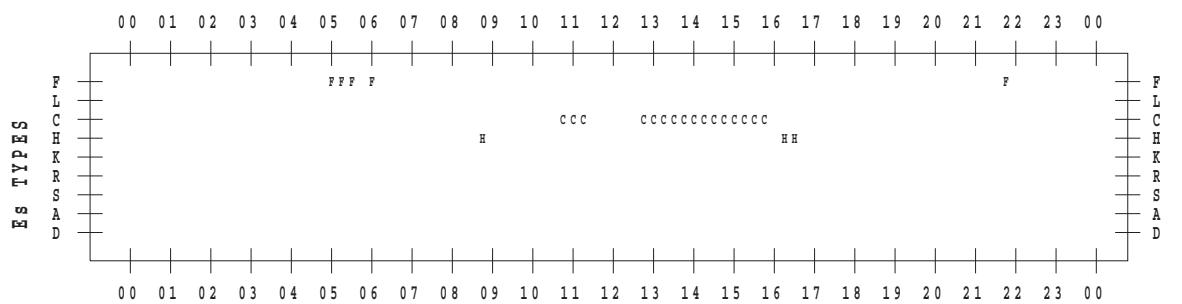 00 01 02 03 04 05 06 07 08 09 10 11 12 13 14 15 16 17 18 19 20 21 22 23 00
F FFF F F F
L L
C CCC CCCCCCCCCCCCC C
H H HH H
K K
R R
S S
A A
D D
Es TYPES
00 01 02 03 04 05 06 07 08 09 10 11 12 13 14 15 16 17 18 19 20 21 22 23 00